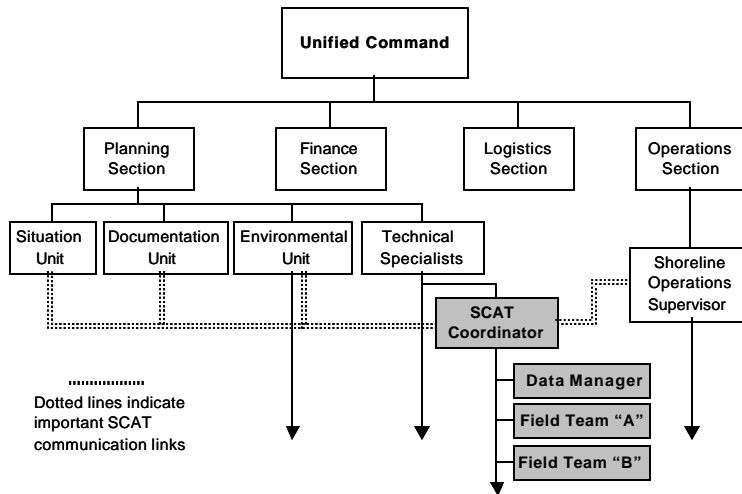 Unified Command
Planning
Section
Finance
Section
Logistics
Section
Operations
Section
Situation
Unit
Documentation
Unit
Environmental
Unit
Technical
Specialists
Shoreline
Operations
Supervisor
SCAT
Coordinator
Data Manager
Field Team “A”
Field Team “B”
Dotted lines indicate
important SCAT
communication links